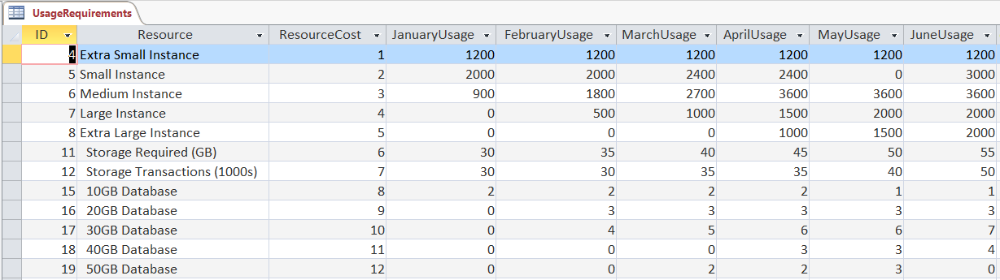 UsageRequirements
ID Resource ResourceCost JanuaryUsage FebruaryUsage MarchUsage AprilUsage MayUsage JuneUsage
4 Extra Small Instance 1 1200 1200 1200 1200 1200 1200
5 Small Instance 2 2000 2000 2400 2400 0 3000
6 Medium Instance 3 900 1800 2700 3600 3600 3600
7 Large Instance 4 0 500 1000 1500 2000 2000
8 Extra Large Instance 5 0 0 0 1000 1500 2000
11 Storage Required (GB) 6 30 35 40 45 50 55
12 Storage Transactions (1000s) 7 30 30 35 35 40 50
15 10GB Database 8 2 2 2 2 1 1
16 20GB Database 9 0 3 3 3 3 3
17 30GB Database 10 0 4 5 6 6 7
18 40GB Database 11 0 0 0 3 3 4
19 50GB Database 12 0 0 2 2 3 0